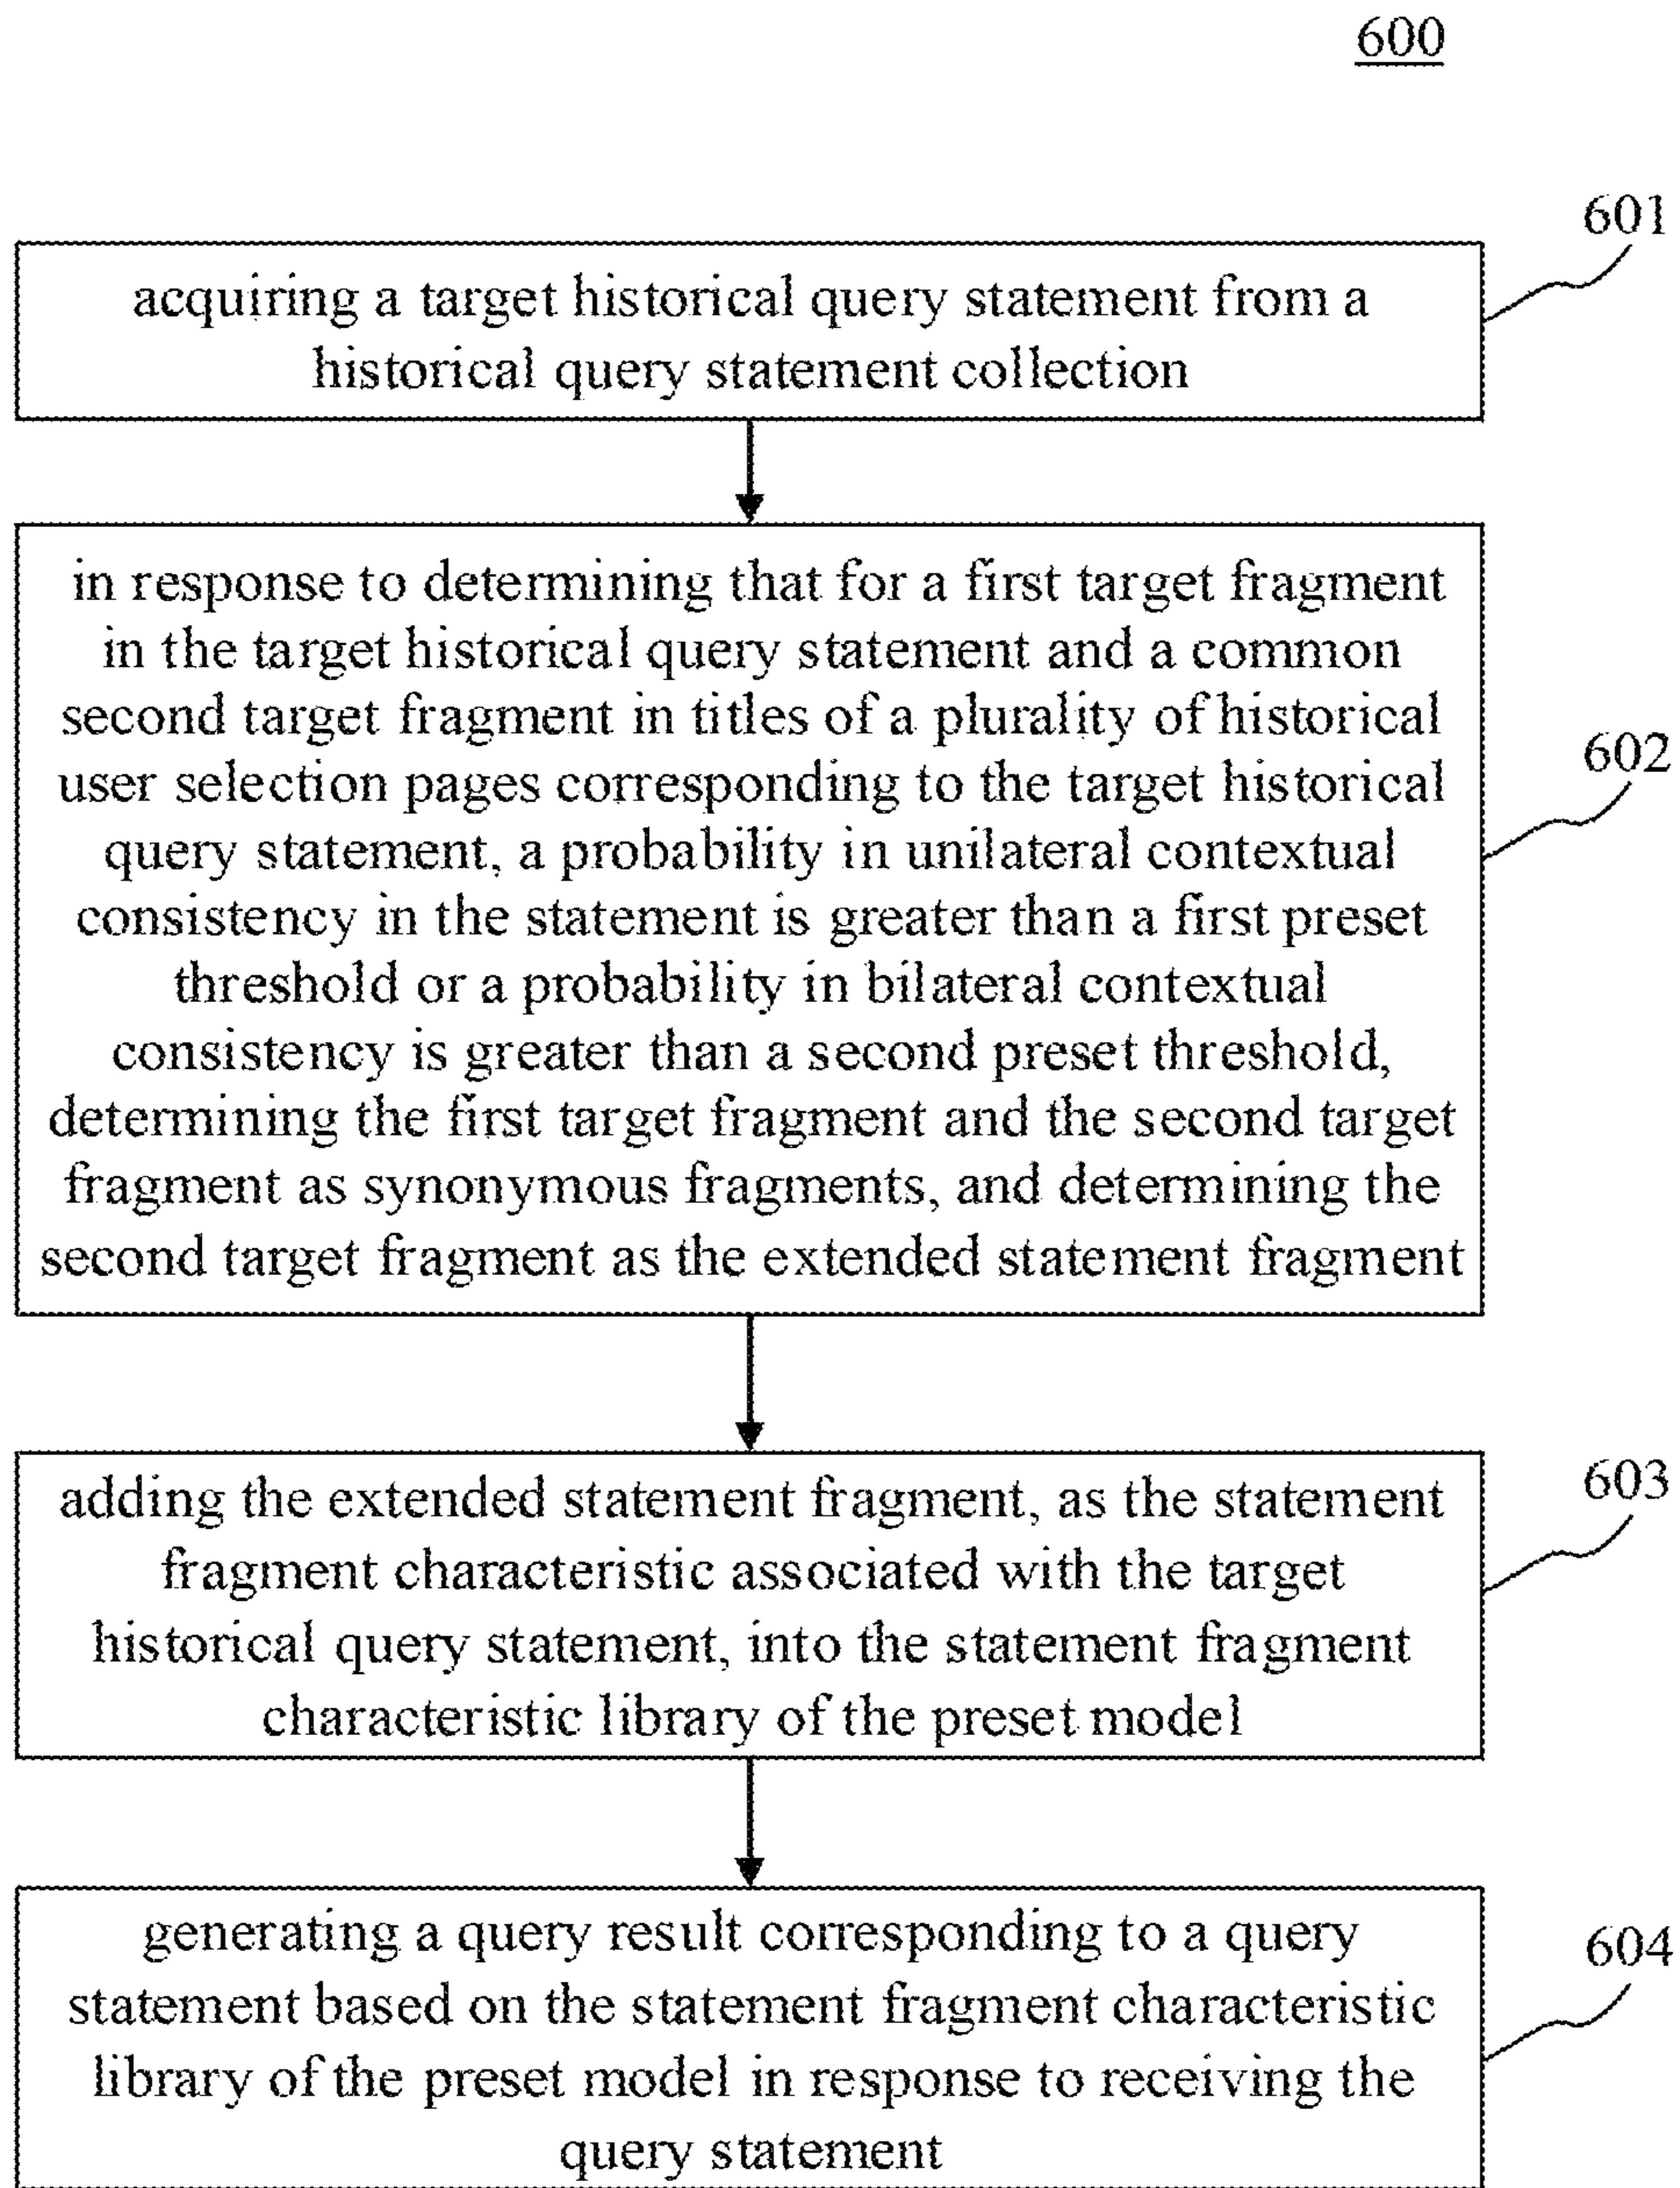 600
601
acquiring a target historical query statement from a
historical query statement collection
in response to determining that for a first target fragment
in the target historical query statement and a common
second target fragment in titles of a plurality of historical
user selection pages corresponding to the target historical
query statement, a probability in unilateral contextual
consistency in the statement is greater than a first preset
threshold or a probability in bilateral contextual
consistency is greater than a second preset threshold,
determining the first target fragment and the second target
fragment as synonymous fragments, and determining the
second target fragment as the extended statement fragment
602
adding the extended statement fragment, as the statement
fragment characteristic associated with the target
historical query statement, into the statement fragment
characteristic library of the preset model
603
generating a query result corresponding to a query
statement based on the statement fragment characteristic
library of the preset model in response to receiving the
query statement
604